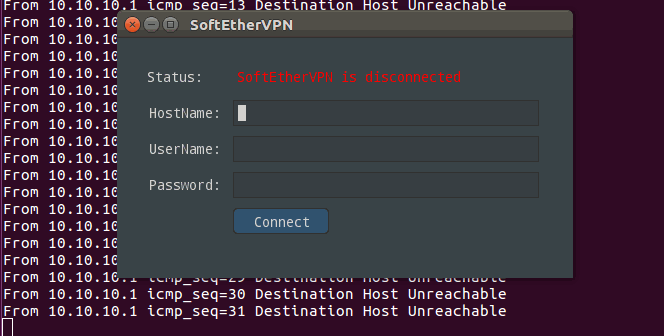 From 10.10.10.1 icmp_seq=13 Destination Host Unreachable
From 10.10.10
SoftEtherVPN
From 10.10.10
From 10.10.10
Status: SoftEtherVPN is disconnected
From 10.10.10
From 10.10.10
HostName:
From 10.10.10
From 10.10.10
UserName:
From 10.10.10
From 10.10.10
Password:
From 10.10.10
From 10.10.10
Connect
From 10.10.10
From 10.10.10
From 10.10.10
From 10.10.10
From 10.10.10.1 icmp_seq=29 Destination Host Unreachable
From 10.10.10.1 icmp_seq=30 Destination Host Unreachable
From 10.10.10.1 icmp_seq=31 Destination Host Unreachable